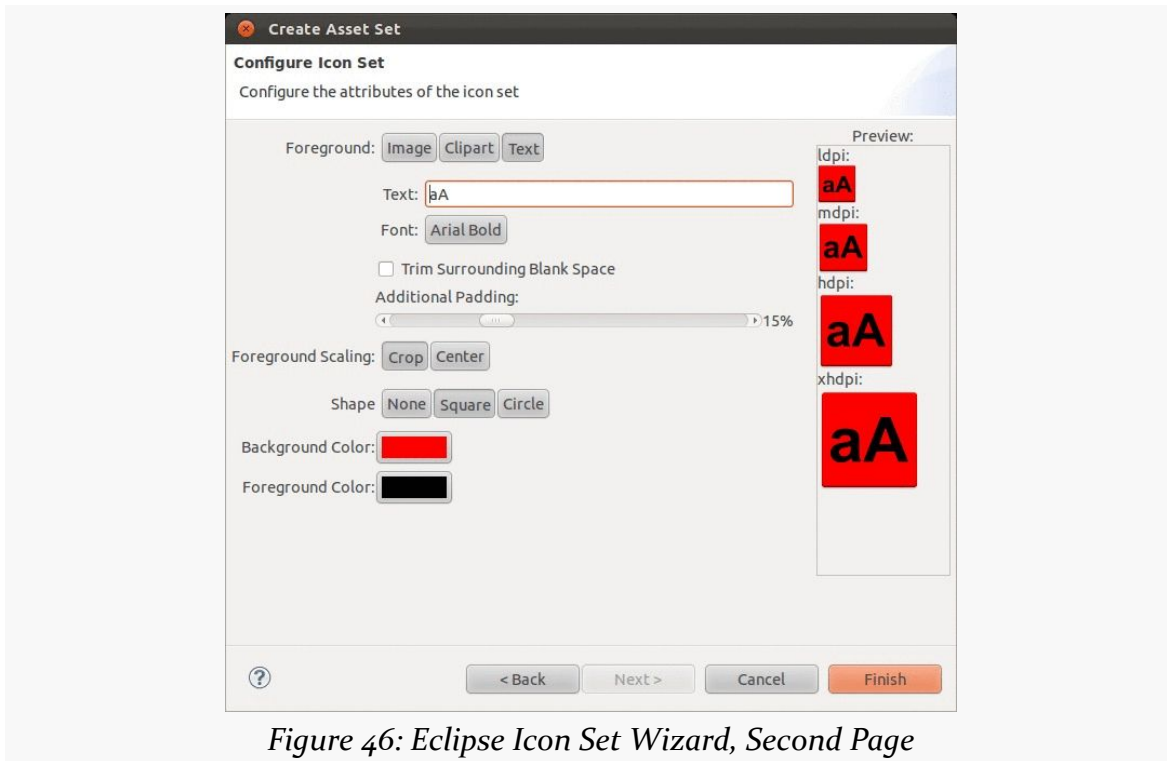 Create Asset Set
Configure Icon Set
Configure the attributes of the icon set
Foreground: Image Clipart Text
Text: aA
Font: Arial Bold
Trim Surrounding Blank Space
Additional Padding:
15%
Foreground Scaling: Crop Center
Shape None Square Circle
Background Color:
Foreground Color:
Preview:
ldpi:
aA
mdpi:
aA
hdpi:
aA
xhdpi:
aA
? < Back Next > Cancel Finish
Figure 46: Eclipse Icon Set Wizard, Second Page